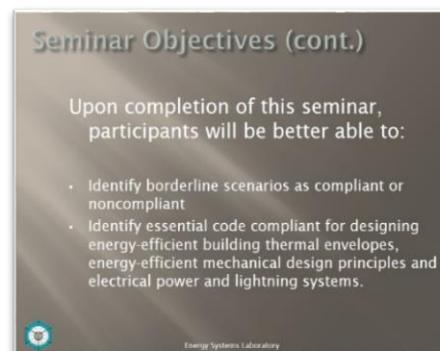 Seminar Objectives (cont.)
Upon completion of this seminar,
participants will be better able to:
• Identify borderline scenarios as compliant or
noncompliant
• Identify essential code compliant for designing
energy-efficient building thermal envelopes,
energy-efficient mechanical design principles and
electrical power and lightning systems.
Energy Systems Laboratory